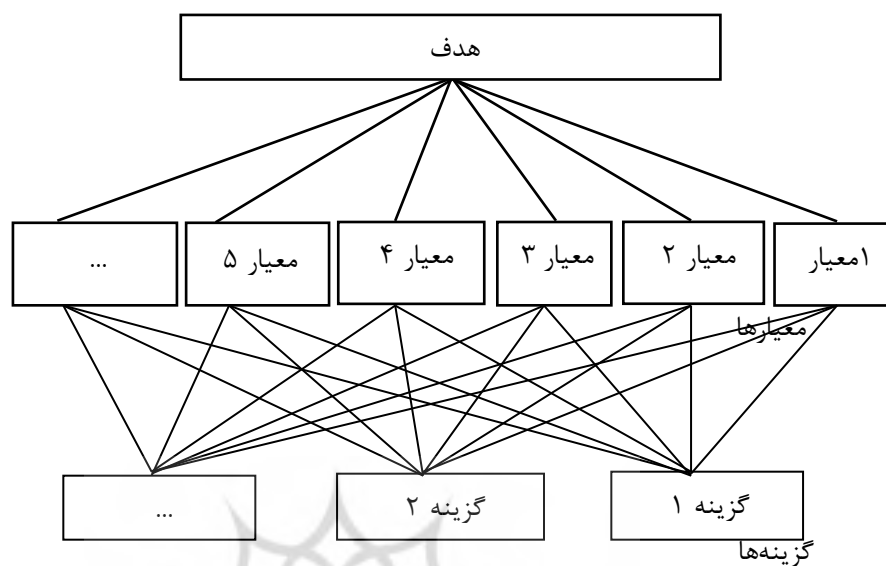 هدف
۱معیار
معیار ۲
معیار ۳
معیار ۴
معیار ۵
...
معیارها
گزینه ۱
گزینه ۲
...
گزینه‌ها